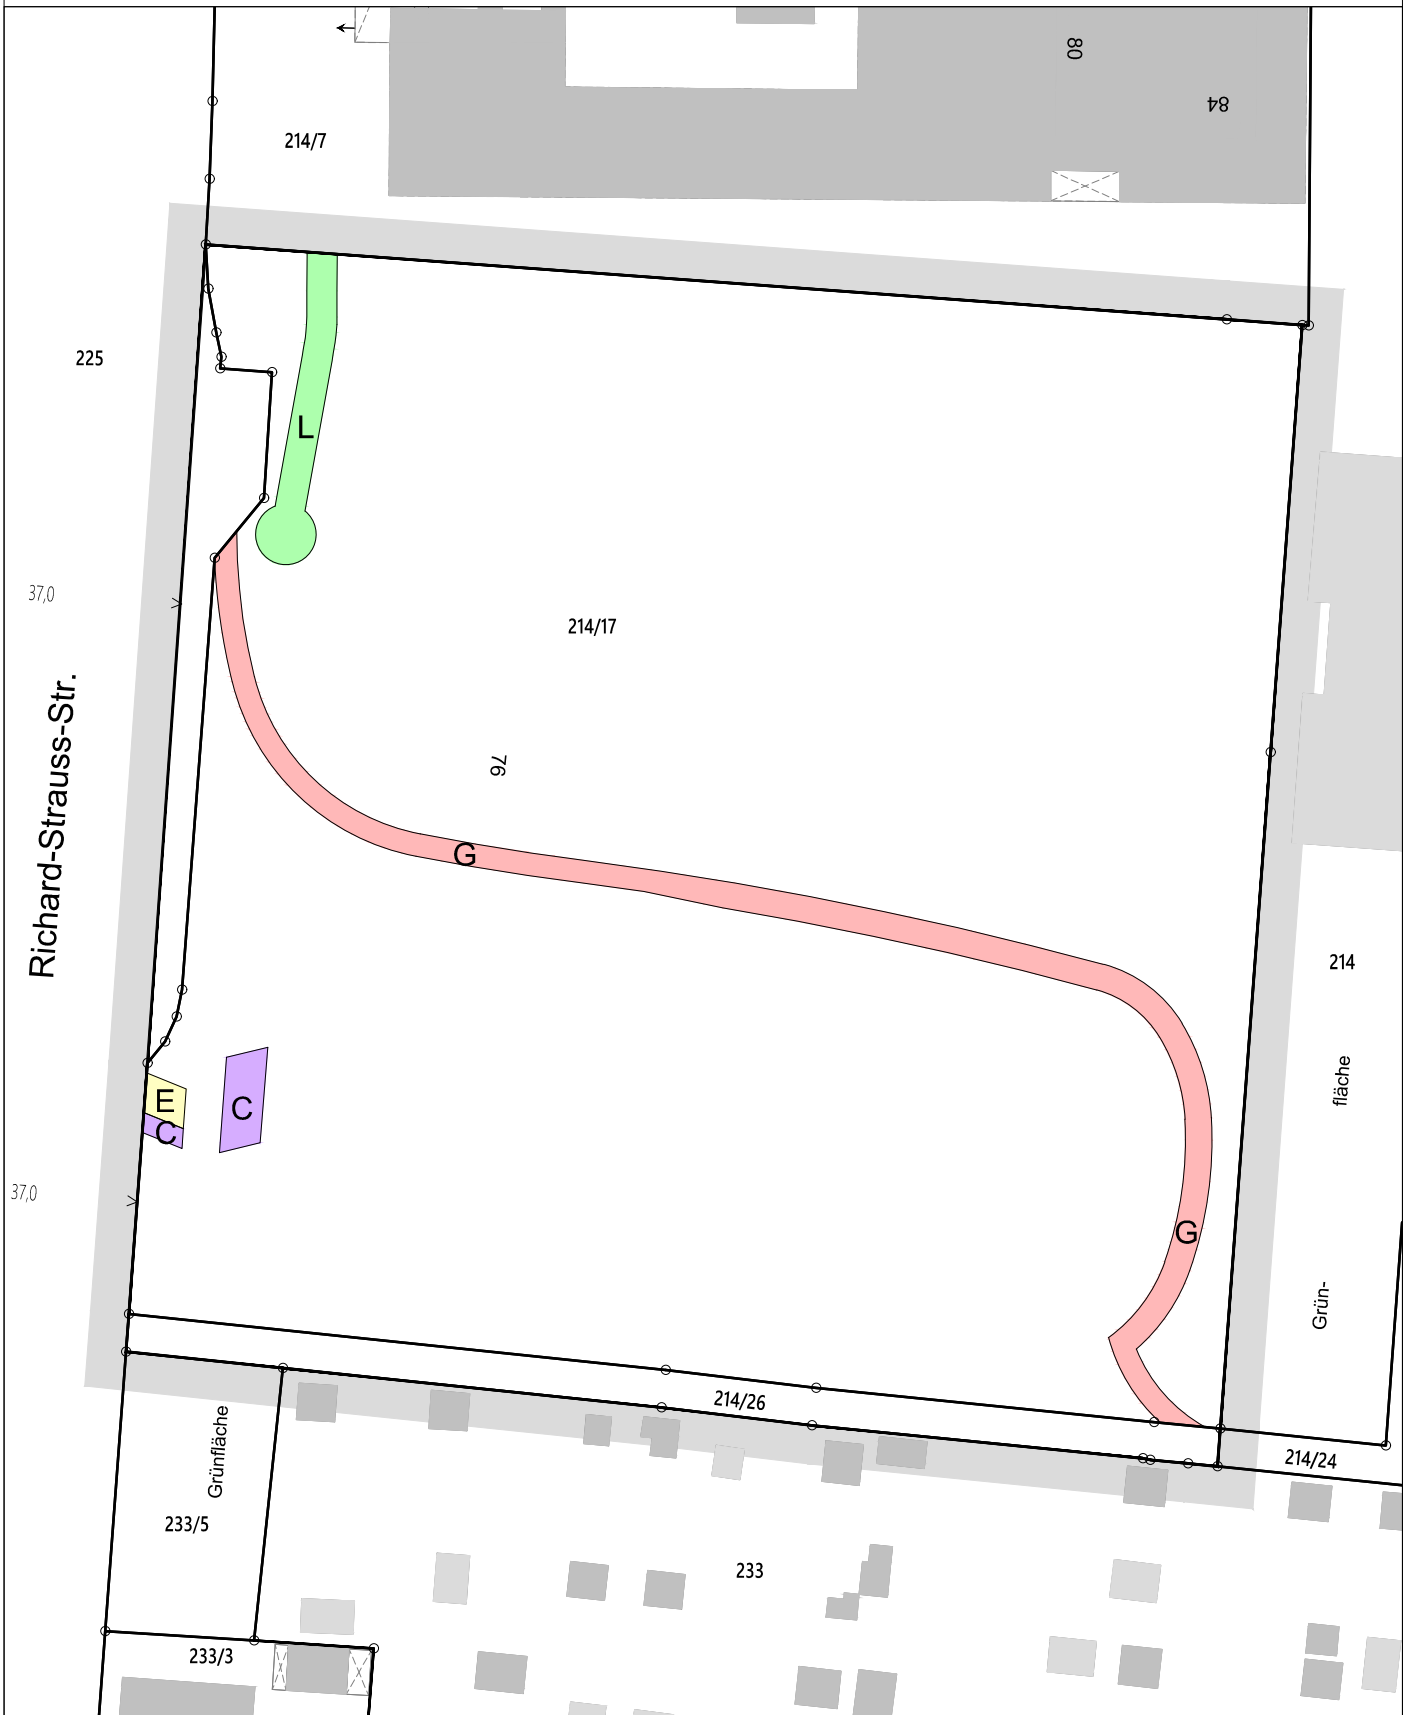 80
84
214/7
225
L
37,0
214/17
Richard-Strauss-Str.
76
G
214
fläche
E
C
C
37,0
G
Grün-
214/26
Grünfläche
214/24
233/5
233
233/3